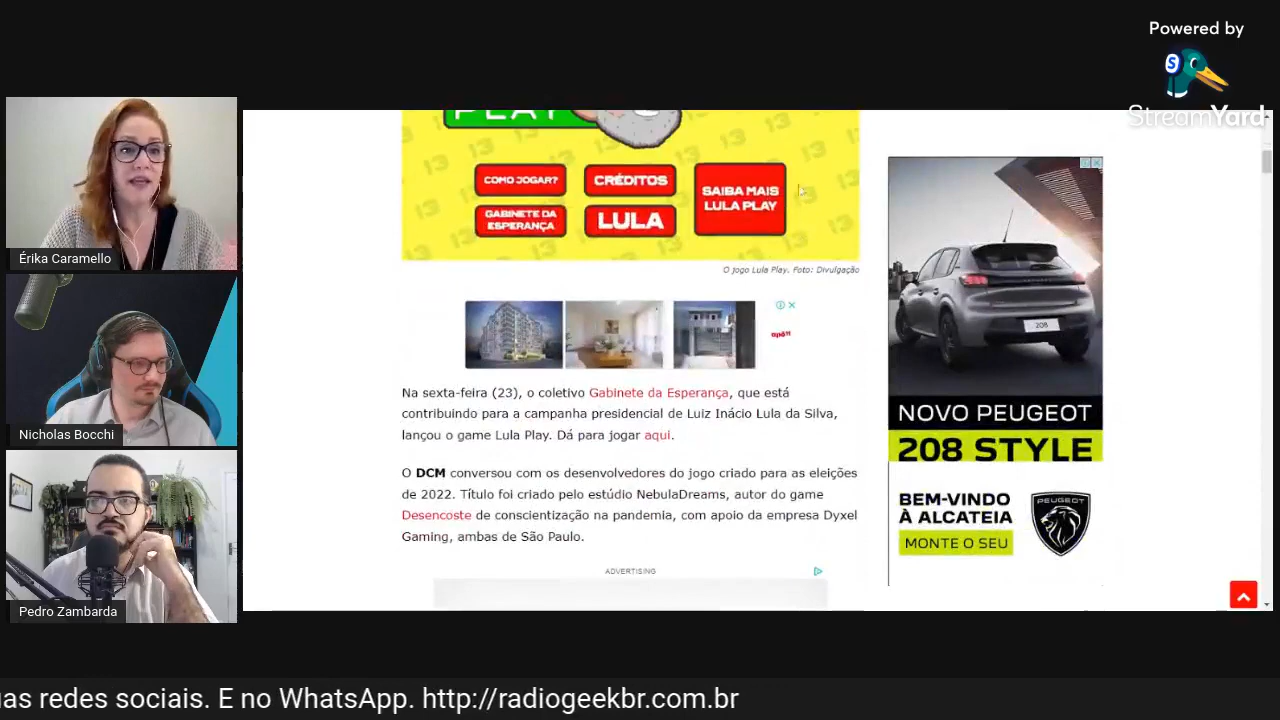 Powered by
StreamYard
Érika Caramello
Nicholas Bocchi
Pedro Zambarda
PLAY
COMO JOGAR?
CRÉDITOS
SAIBA MAIS
LULA PLAY
GABINETE DA
ESPERANÇA
LULA
O jogo Lula Play. Foto: Divulgação
Na sexta-feira (23), o coletivo Gabinete da Esperança, que está
contribuindo para a campanha presidencial de Luiz Inácio Lula da Silva,
lançou o game Lula Play. Dá para jogar aqui.
O DCM conversou com os desenvolvedores do jogo criado para as eleições
de 2022. Título foi criado pelo estúdio NebulaDreams, autor do game
Desencoste de conscientização na pandemia, com apoio da empresa Dyxel
Gaming, ambas de São Paulo.
ADVERTISING
208
NOVO PEUGEOT
208 STYLE
BEM-VINDO
À ALCATEIA
MONTE O SEU
PEUGEOT
as redes sociais. E no WhatsApp. http://radiogeekbr.com.br